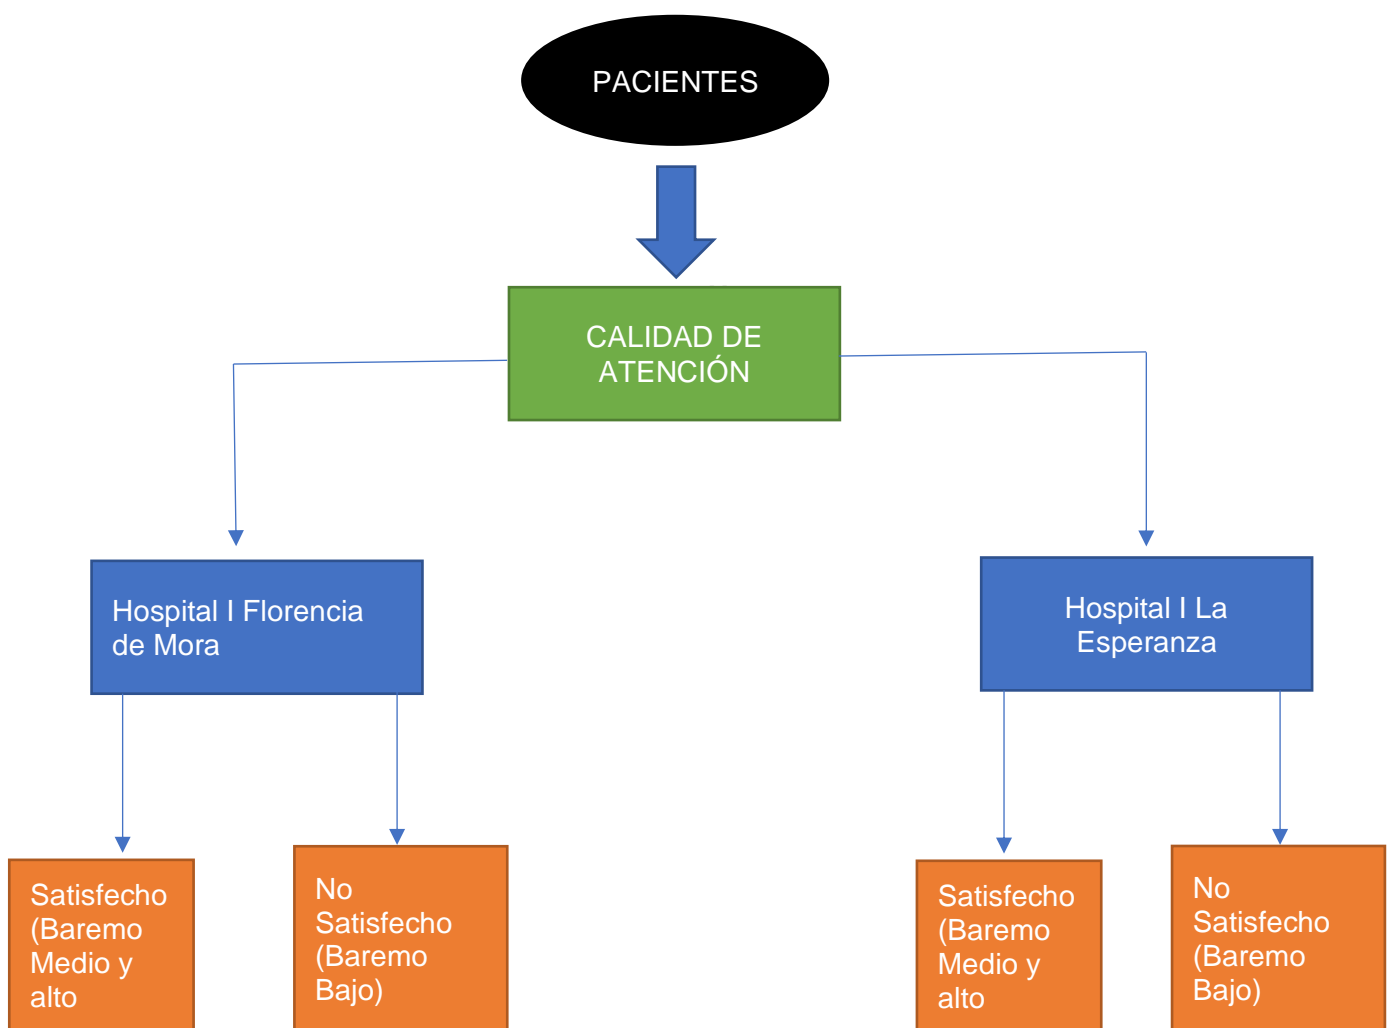 PACIENTES
CALIDAD DE
ATENCIÓN
Hospital I Florencia
de Mora
Hospital I La
Esperanza
Satisfecho
(Baremo
Medio y
alto
No
Satisfecho
(Baremo
Bajo)
Satisfecho
(Baremo
Medio y
alto
No
Satisfecho
(Baremo
Bajo)